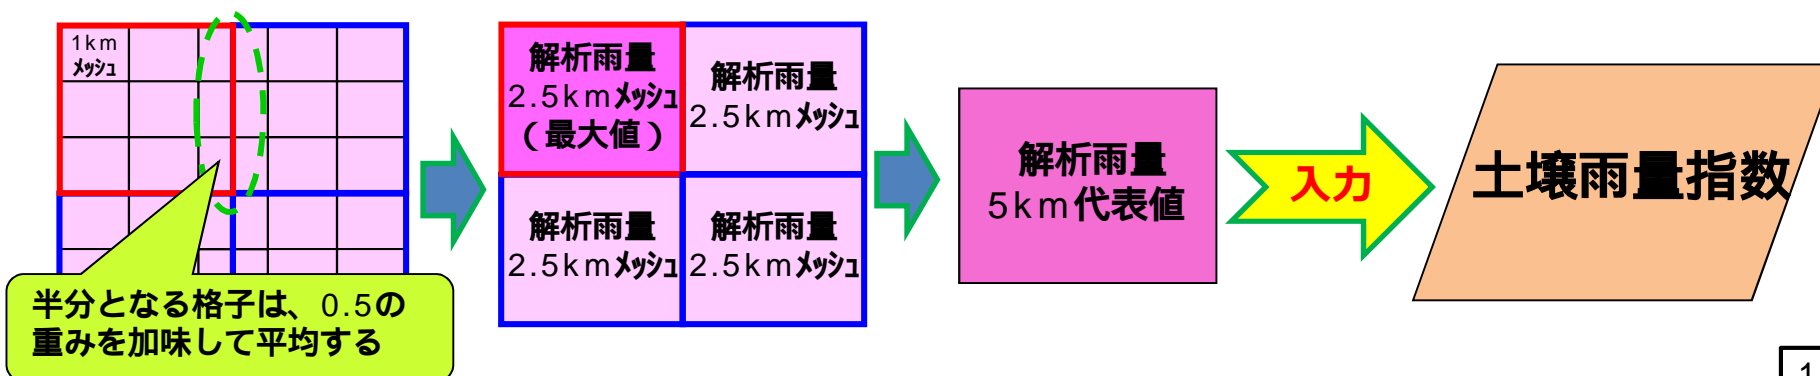 1km
メッシュ
半分となる格子は、0.5の
重みを加味して平均する
解析雨量
2.5kmメッシュ
(最大値)
解析雨量
2.5kmメッシュ
解析雨量
2.5kmメッシュ
解析雨量
2.5kmメッシュ
解析雨量
5km代表値
入力
土壌雨量指数
1